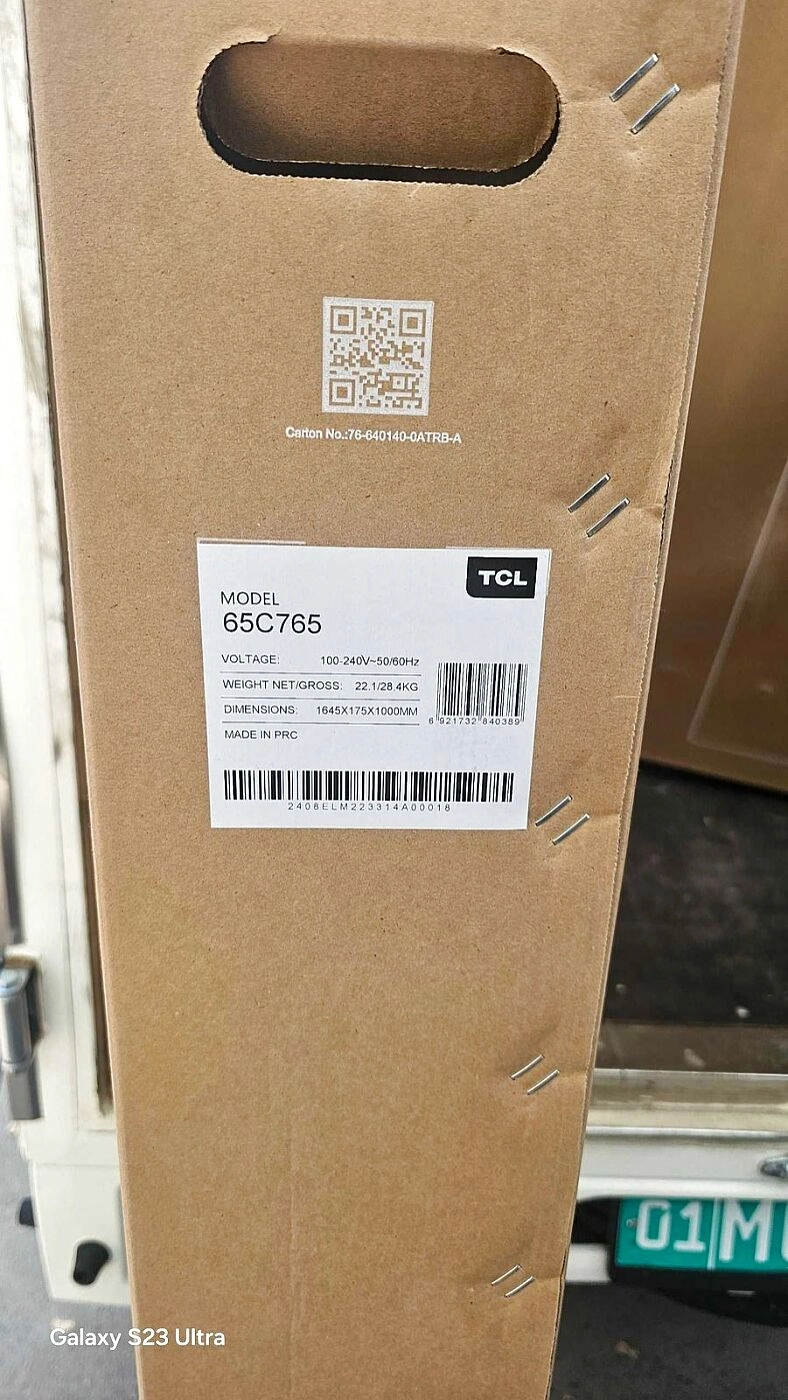 Carton No.:76-640140-0ATRB-A
TCL
MODEL
65C765
VOLTAGE: 100-240V~50/60Hz
WEIGHT NET/GROSS: 22.1/28.4KG
DIMENSIONS: 1645X175X1000MM
MADE IN PRC
6 921732 840389
2406ELM223314A00018
01 M
Galaxy S23 Ultra